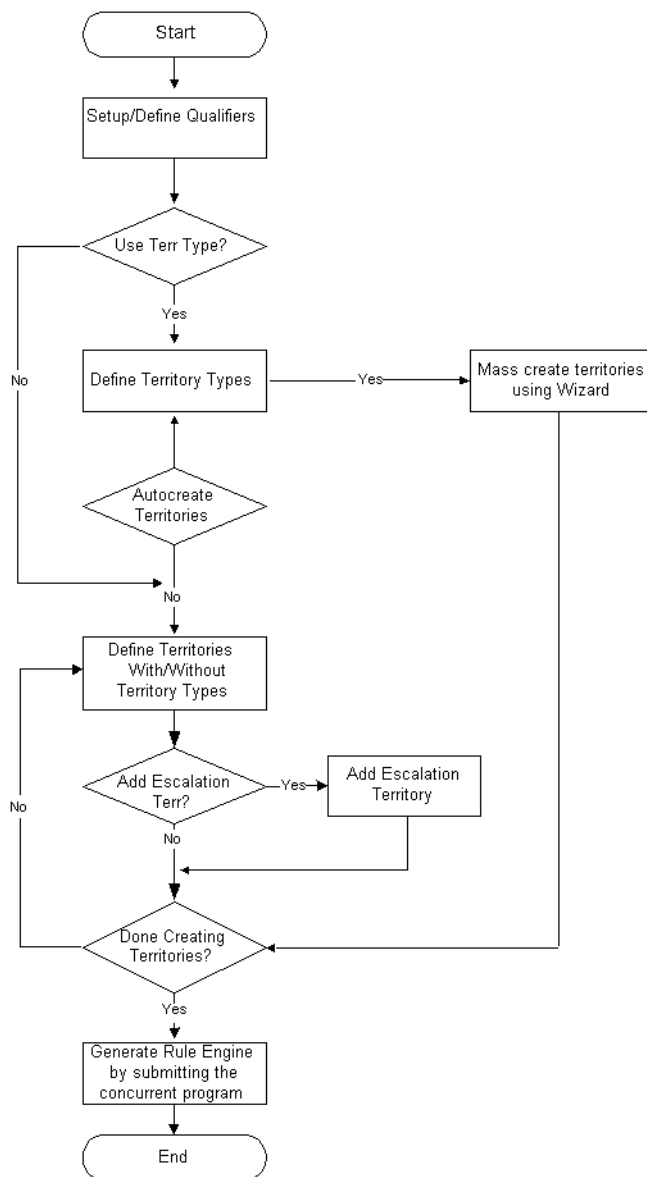 Start
Setup/Define Qualifiers
Use Terr Type?
Yes
No
Define Territory Types
Yes
Mass create territories
using Wizard
Autocreate
Territories
No
Define Territories
With/Without
Territory Types
Add Escalation
Terr?
Yes
Add Escalation
Territory
No
No
Done Creating
Territories?
Yes
Generate Rule Engine
by submitting the
concurrent program
End